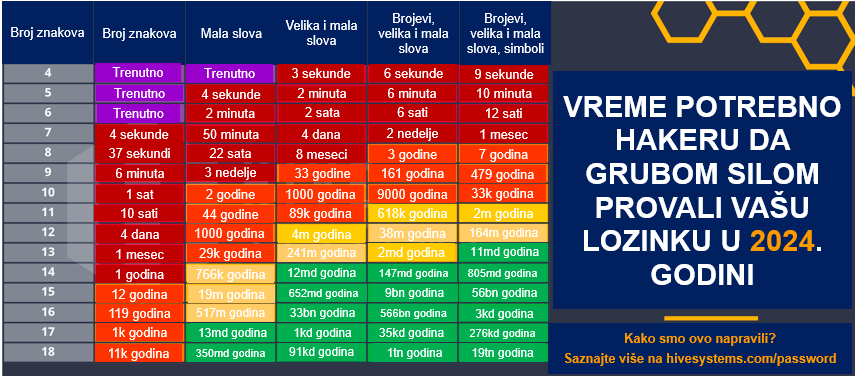 Broj znakova Broj znakova Mala slova Velika i mala slova Brojevi, velika i mala slova Brojevi, velika i mala slova, simboli
4 Trenutno Trenutno 3 sekunde 6 sekunde 9 sekunde
5 Trenutno 4 sekunde 2 minuta 6 minuta 10 minuta
6 Trenutno 2 minuta 2 sata 6 sati 12 sati
7 4 sekunde 50 minuta 4 dana 2 nedelje 1 mesec
8 37 sekundi 22 sata 8 meseci 3 godine 7 godina
9 6 minuta 3 nedelje 33 godine 161 godina 479 godina
10 1 sat 2 godine 1000 godina 9000 godina 33k godina
11 10 sati 44 godine 89k godina 618k godina 2m godina
12 4 dana 1000 godina 4m godina 38m godina 164m godina
13 1 mesec 29k godina 241m godina 2md godina 11md godina
14 1 godina 766k godina 12md godina 147md godina 805md godina
15 12 godina 19m godina 652md godina 9bn godina 56bn godina
16 119 godina 517m godina 33bn godina 566bn godina 3kd godina
17 1k godina 13md godina 1kd godina 35kd godina 276kd godina
18 11k godina 350md godina 91kd godina 1tn godina 19tn godina
VREME POTREBNO
HAKERU DA
GRUBOM SILOM
PROVALI VAŠU
LOZINKU U 2024.
GODINI
Kako smo ovo napravili?
Saznajte više na hivesystems.com/password